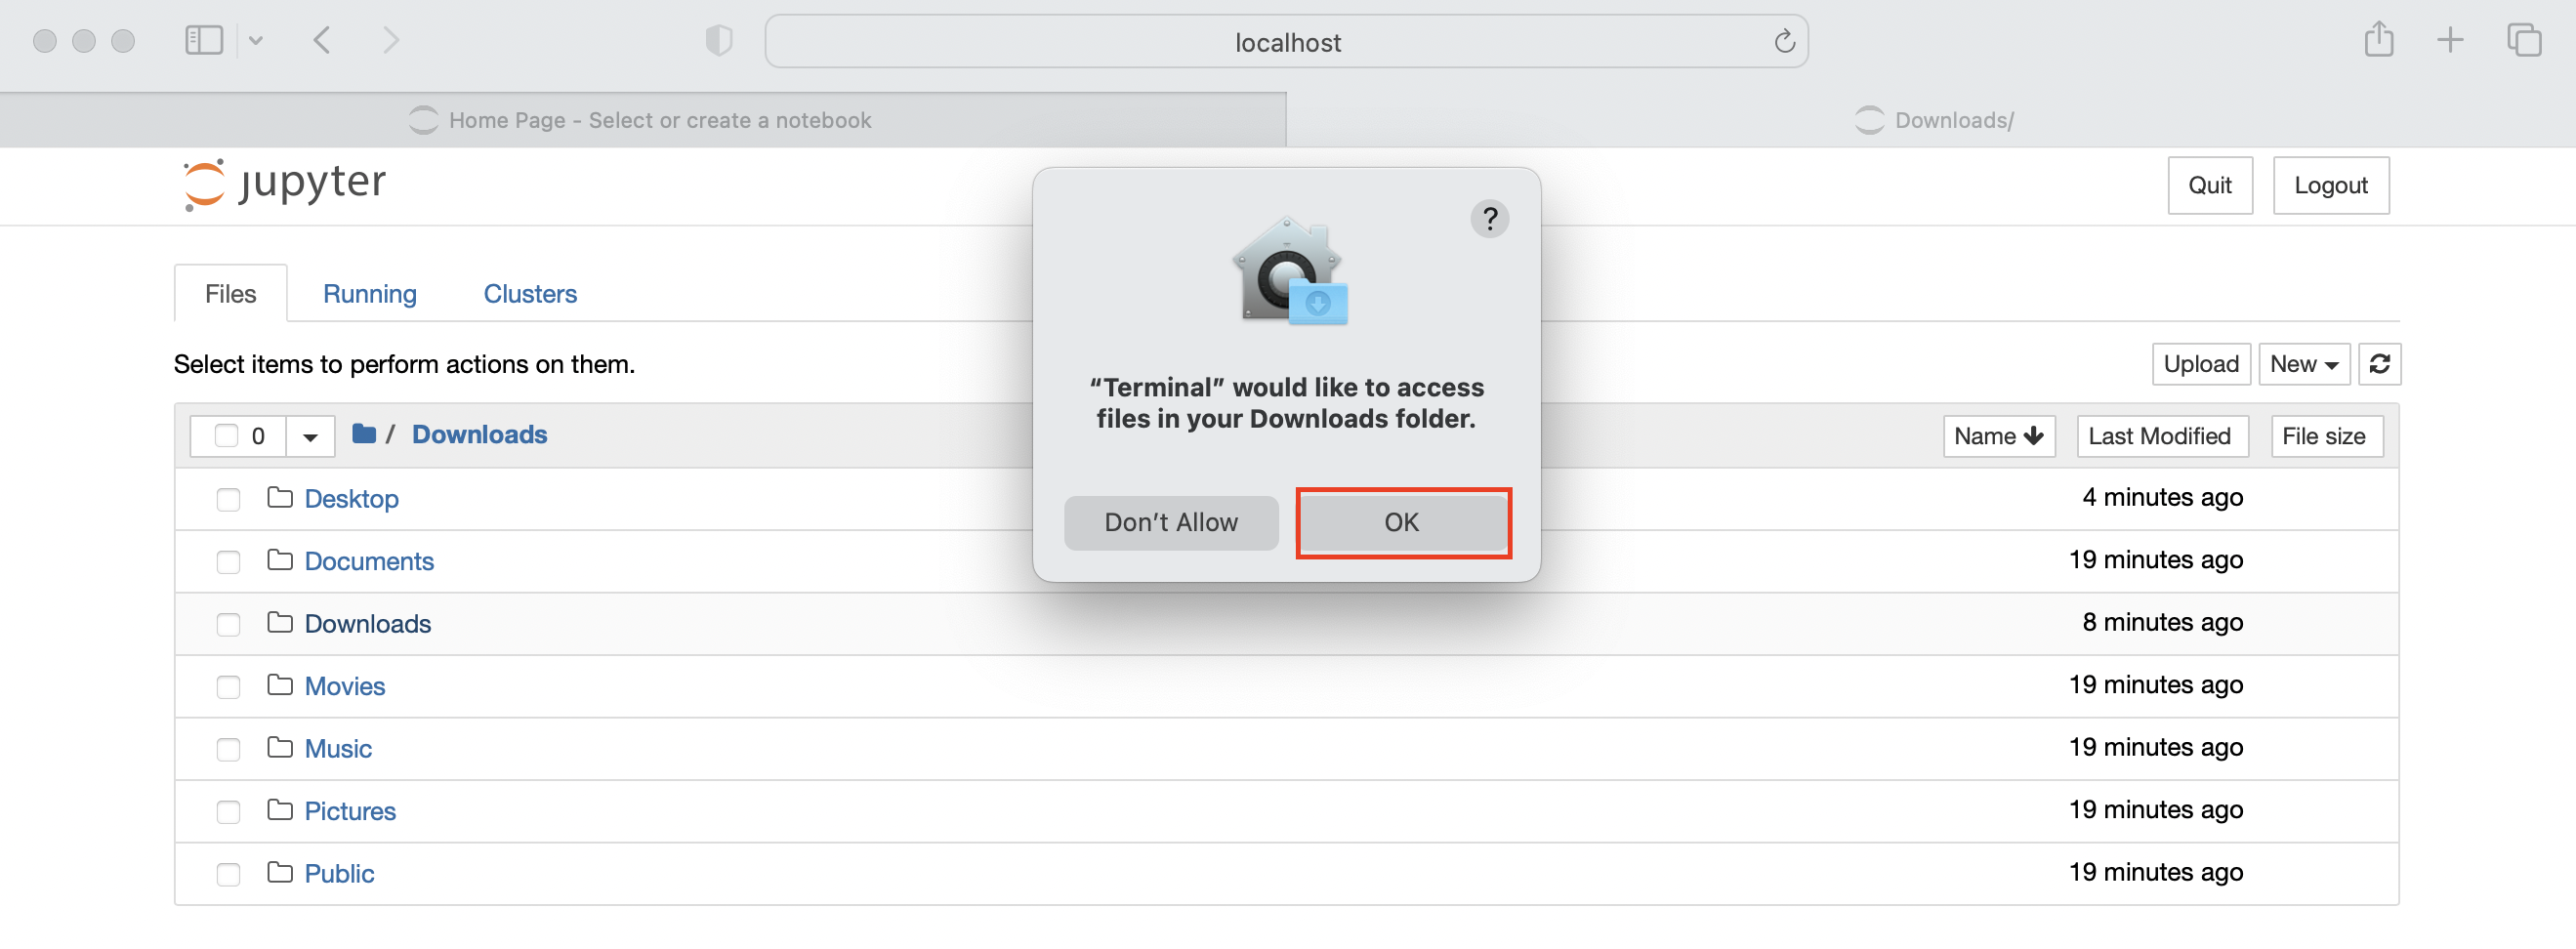 localhost
Home Page - Select or create a notebook
Downloads/
jupyter
Quit
Logout
Files
Running
Clusters
Select items to perform actions on them.
Upload
New
0
/
Downloads
Name
Last Modified
File size
Desktop
4 minutes ago
Documents
19 minutes ago
Downloads
8 minutes ago
Movies
19 minutes ago
Music
19 minutes ago
Pictures
19 minutes ago
Public
19 minutes ago
?
“Terminal” would like to access
files in your Downloads folder.
Don’t Allow
OK